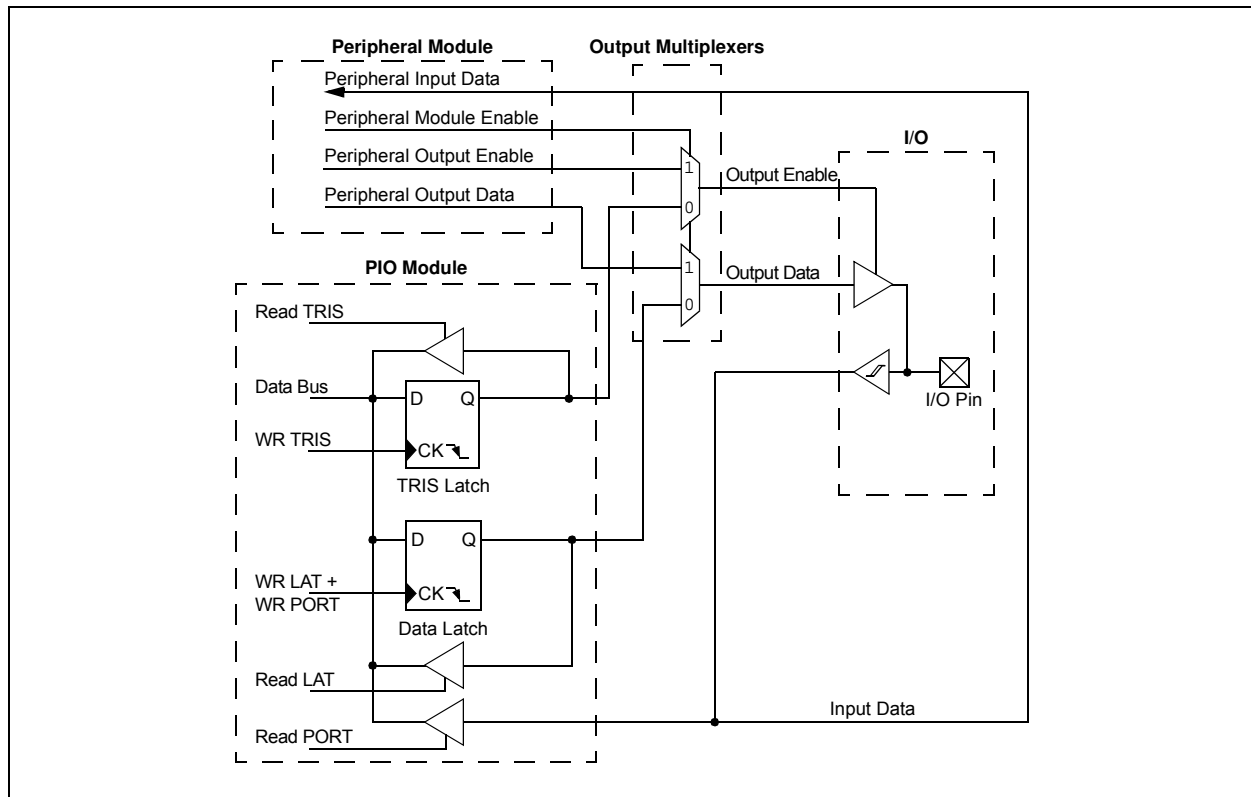 Peripheral Module
Output Multiplexers
Peripheral Input Data
Peripheral Module Enable
Peripheral Output Enable
Peripheral Output Data
1
0
1
0
Output Enable
Output Data
I/O
I/O Pin
PIO Module
Read TRIS
Data Bus
WR TRIS
D
Q
CK
TRIS Latch
D
Q
CK
WR LAT +
WR PORT
Data Latch
Read LAT
Read PORT
Input Data